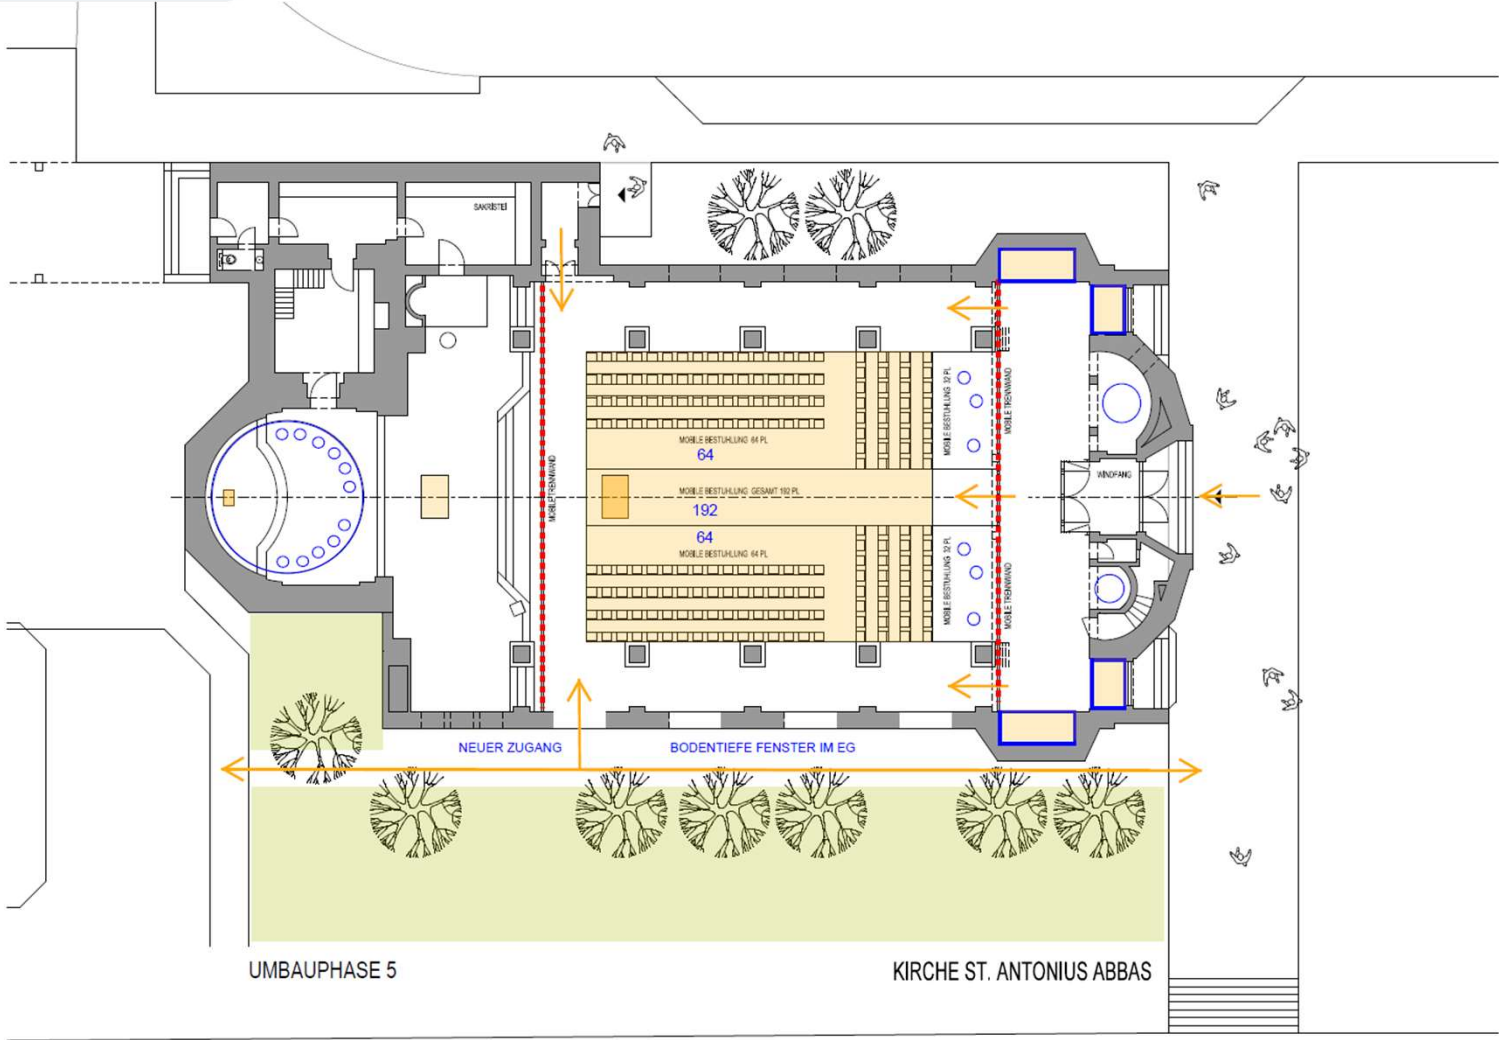 SAKRISTEI
MOBILE TRENNWAND
MOBILE BESTUHLUNG 64 PL
64
MOBILE BESTUHLUNG GESAMT 192 PL
192
64
MOBILE BESTUHLUNG 64 PL
MOBILE BESTUHLUNG 32 PL
MOBILE TRENNWAND
WINDFANG
MOBILE BESTUHLUNG 32 PL
MOBILE TRENNWAND
NEUER ZUGANG
BODENTIEFE FENSTER IM EG
UMBAUPHASE 5
KIRCHE ST. ANTONIUS ABBAS